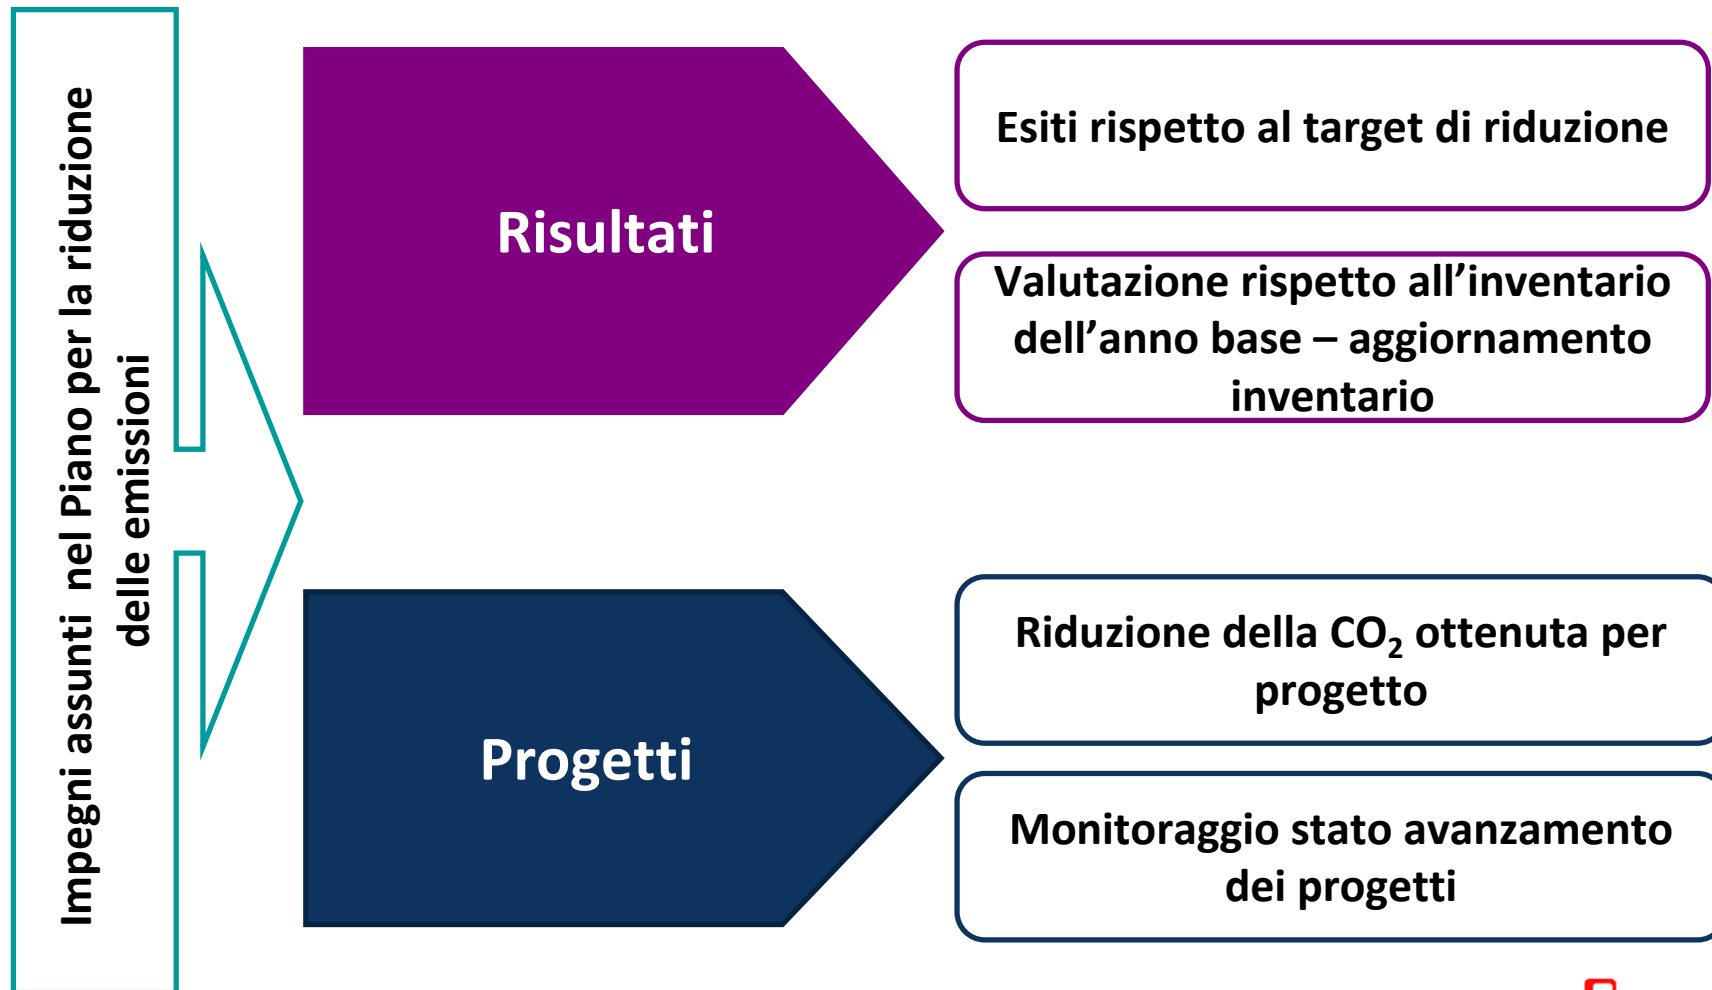 Impegni assunti nel Piano per la riduzione
delle emissioni
Risultati
Esiti rispetto al target di riduzione
Valutazione rispetto all’inventario
dell’anno base – aggiornamento
inventario
Progetti
Riduzione della CO₂ ottenuta per
progetto
Monitoraggio stato avanzamento
dei progetti